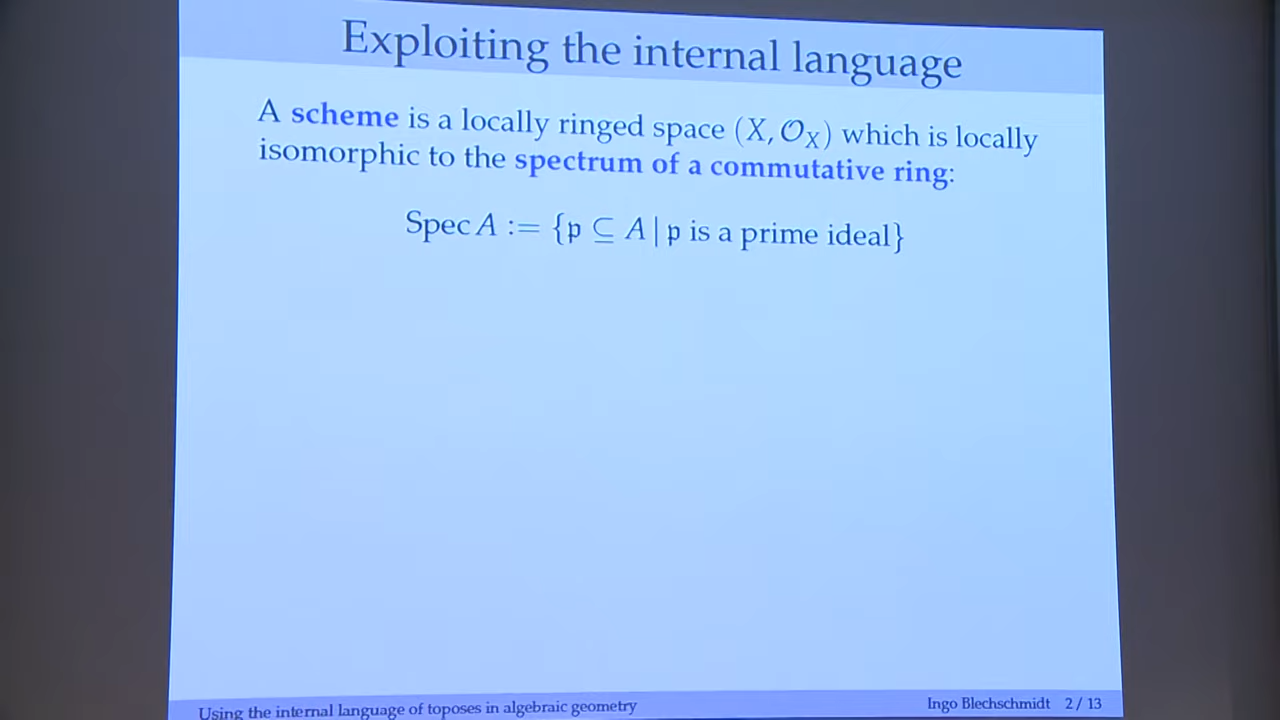 Exploiting the internal language
A scheme is a locally ringed space (X, 𝒪_X) which is locally
isomorphic to the spectrum of a commutative ring:
Spec A := {𝔭 ⊆ A | 𝔭 is a prime ideal}
Using the internal language of toposes in algebraic geometry
Ingo Blechschmidt 2 / 13